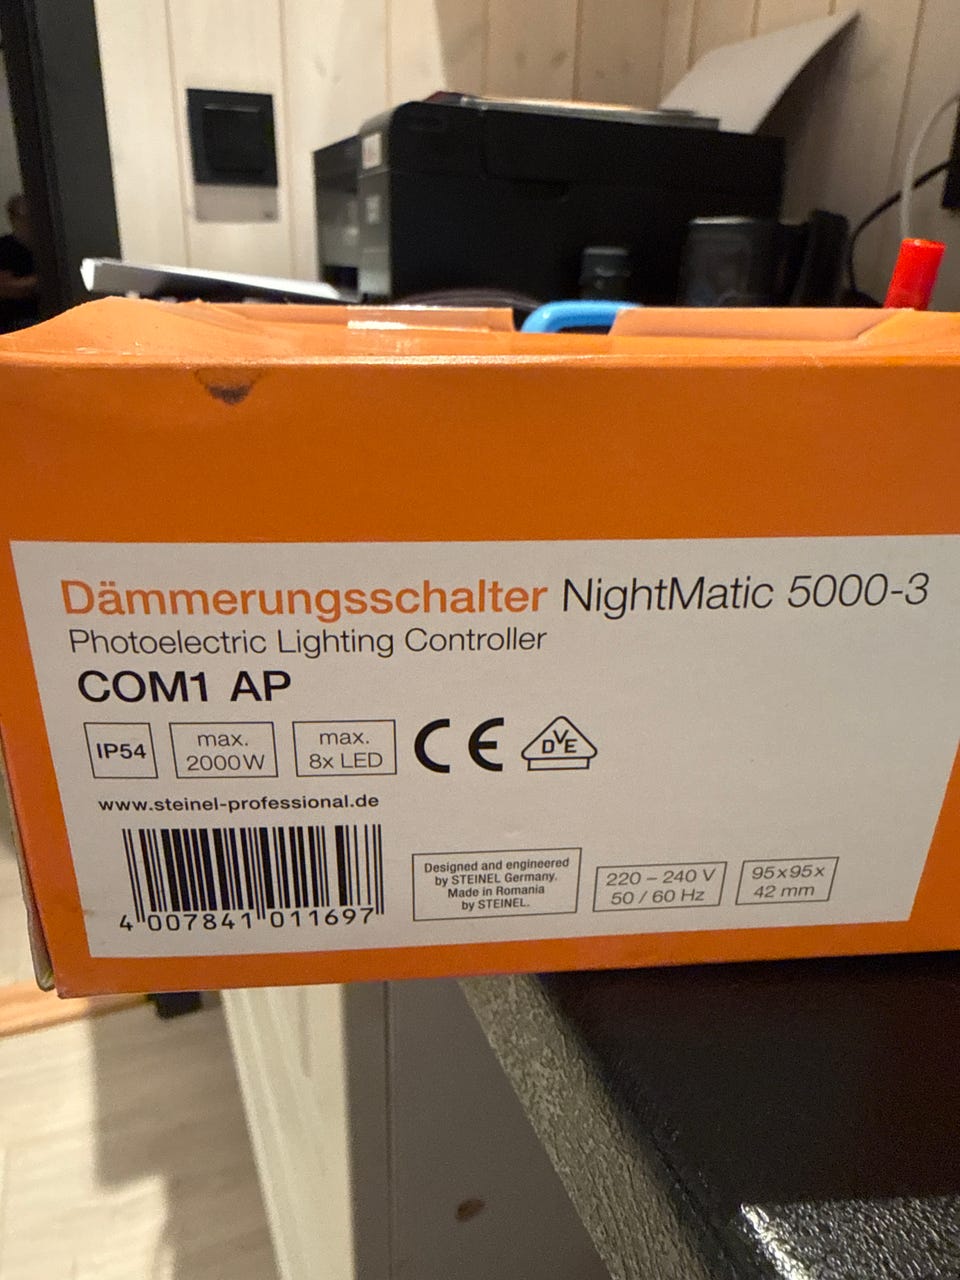 Dämmerungsschalter NightMatic 5000-3
Photoelectric Lighting Controller
COM1 AP
IP54
max.
2000W
max.
8x LED
CE
DVE
www.steinel-professional.de
4 007841 011697
Designed and engineered
by STEINEL Germany.
Made in Romania
by STEINEL.
220 – 240 V
50 / 60 Hz
95x95x
42 mm